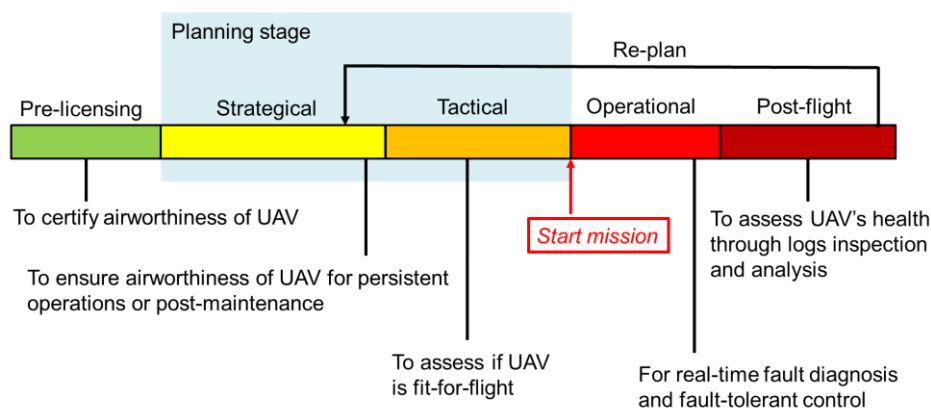 Planning stage
Re-plan
Pre-licensing
Strategical
Tactical
Operational
Post-flight
To certify airworthiness of UAV
Start mission
To assess UAV's health
through logs inspection
and analysis
To ensure airworthiness of UAV for persistent
operations or post-maintenance
To assess if UAV
is fit-for-flight
For real-time fault diagnosis
and fault-tolerant control